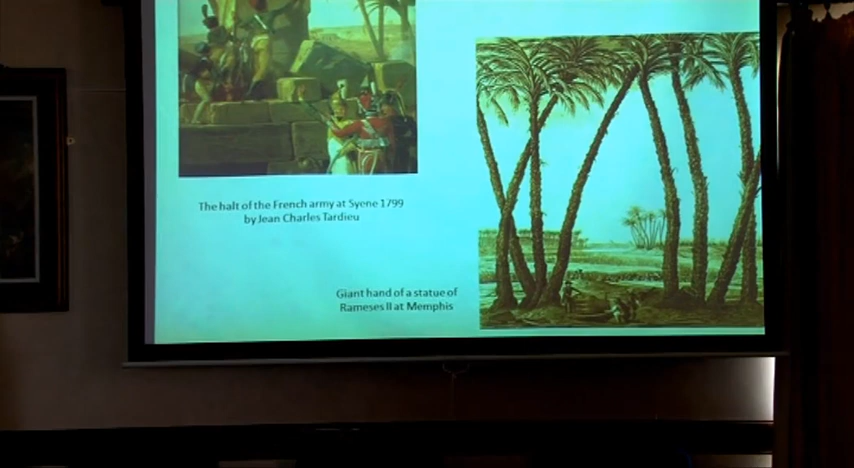 The halt of the French army at Syene 1799
by Jean Charles Tardieu
Giant hand of a statue of
Rameses II at Memphis